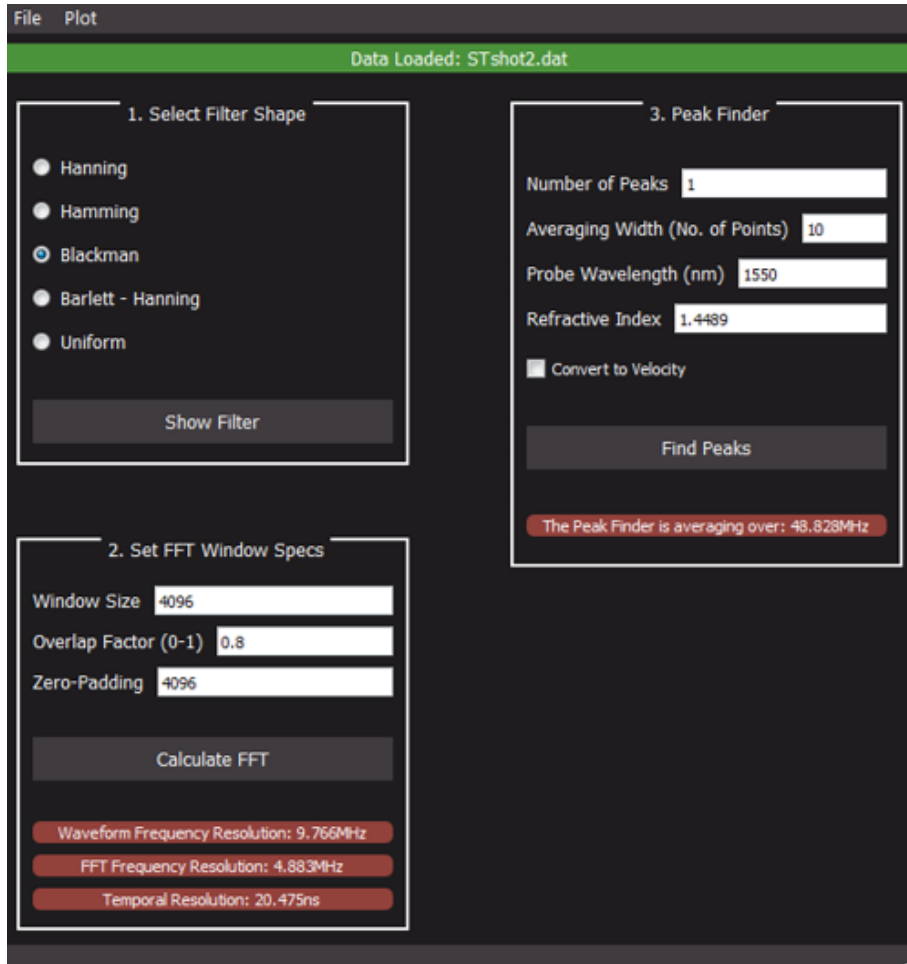 File Plot
Data Loaded: STshot2.dat
1. Select Filter Shape
Hanning
Hamming
Blackman
Barlett - Hanning
Uniform
Show Filter
2. Set FFT Window Specs
Window Size 4096
Overlap Factor (0-1) 0.8
Zero-Padding 4096
Calculate FFT
Waveform Frequency Resolution: 9.766MHz
FFT Frequency Resolution: 4.883MHz
Temporal Resolution: 20.475ns
3. Peak Finder
Number of Peaks 1
Averaging Width (No. of Points) 10
Probe Wavelength (nm) 1550
Refractive Index 1.4489
Convert to Velocity
Find Peaks
The Peak Finder is averaging over: 48.828MHz